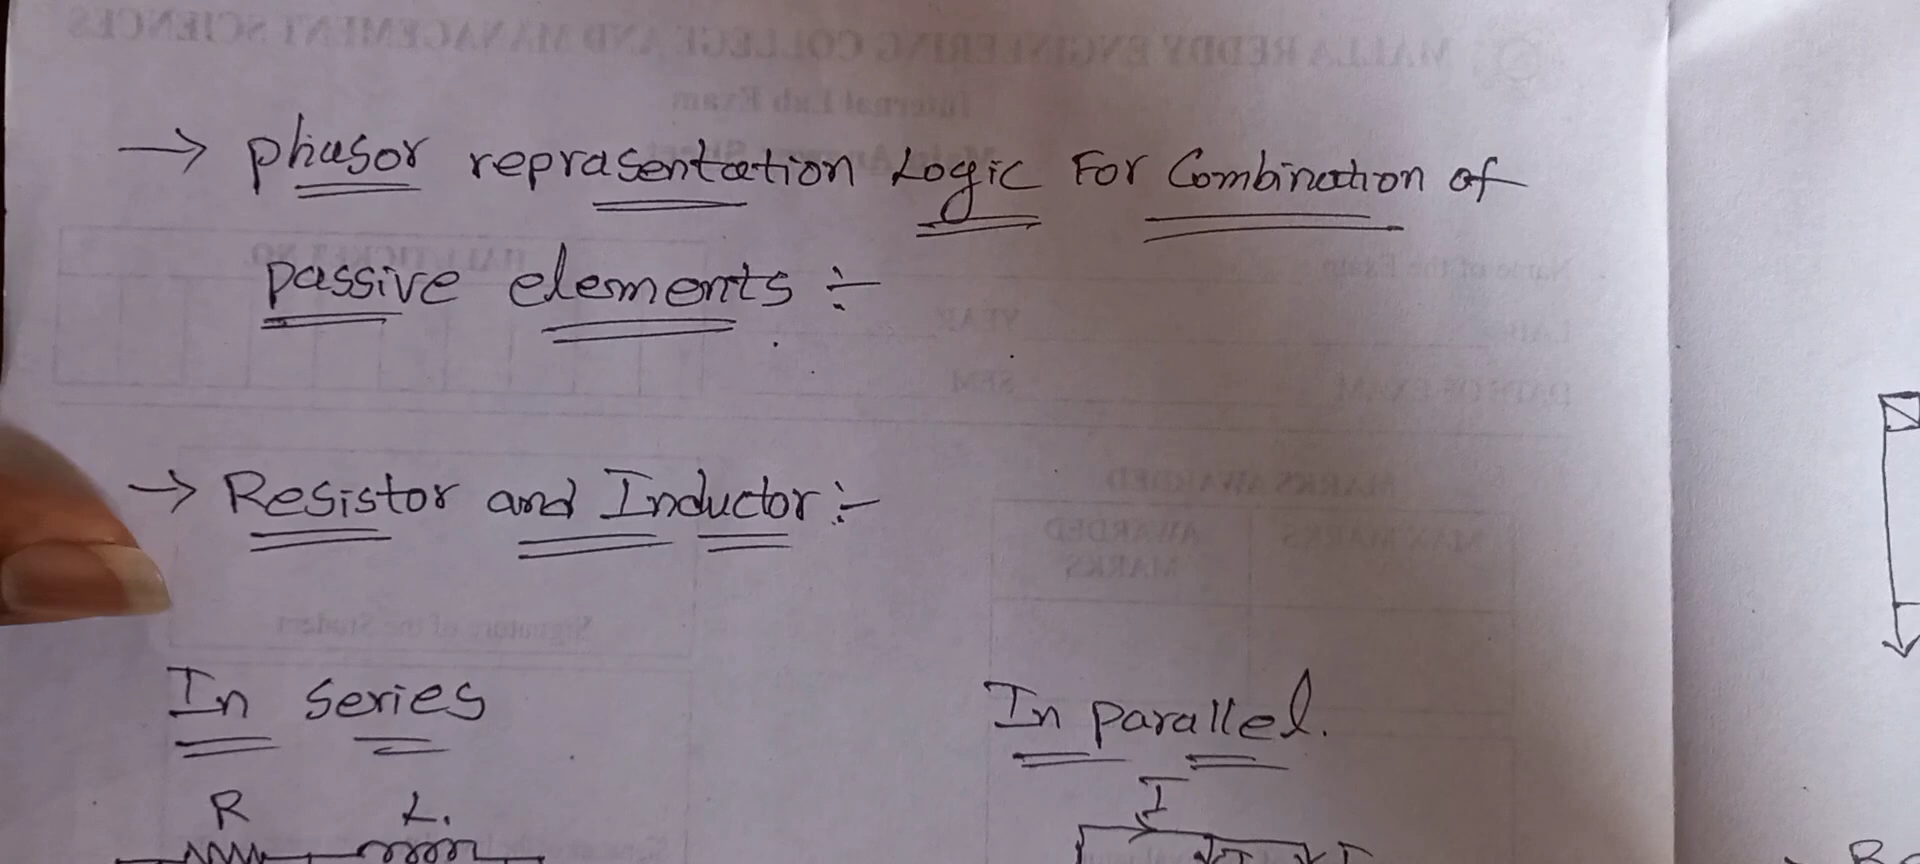 → phasor reprasentation Logic For Combination of
passive elements :-
→ Resistor and Inductor :-
In series
In parallel.
R L.
I